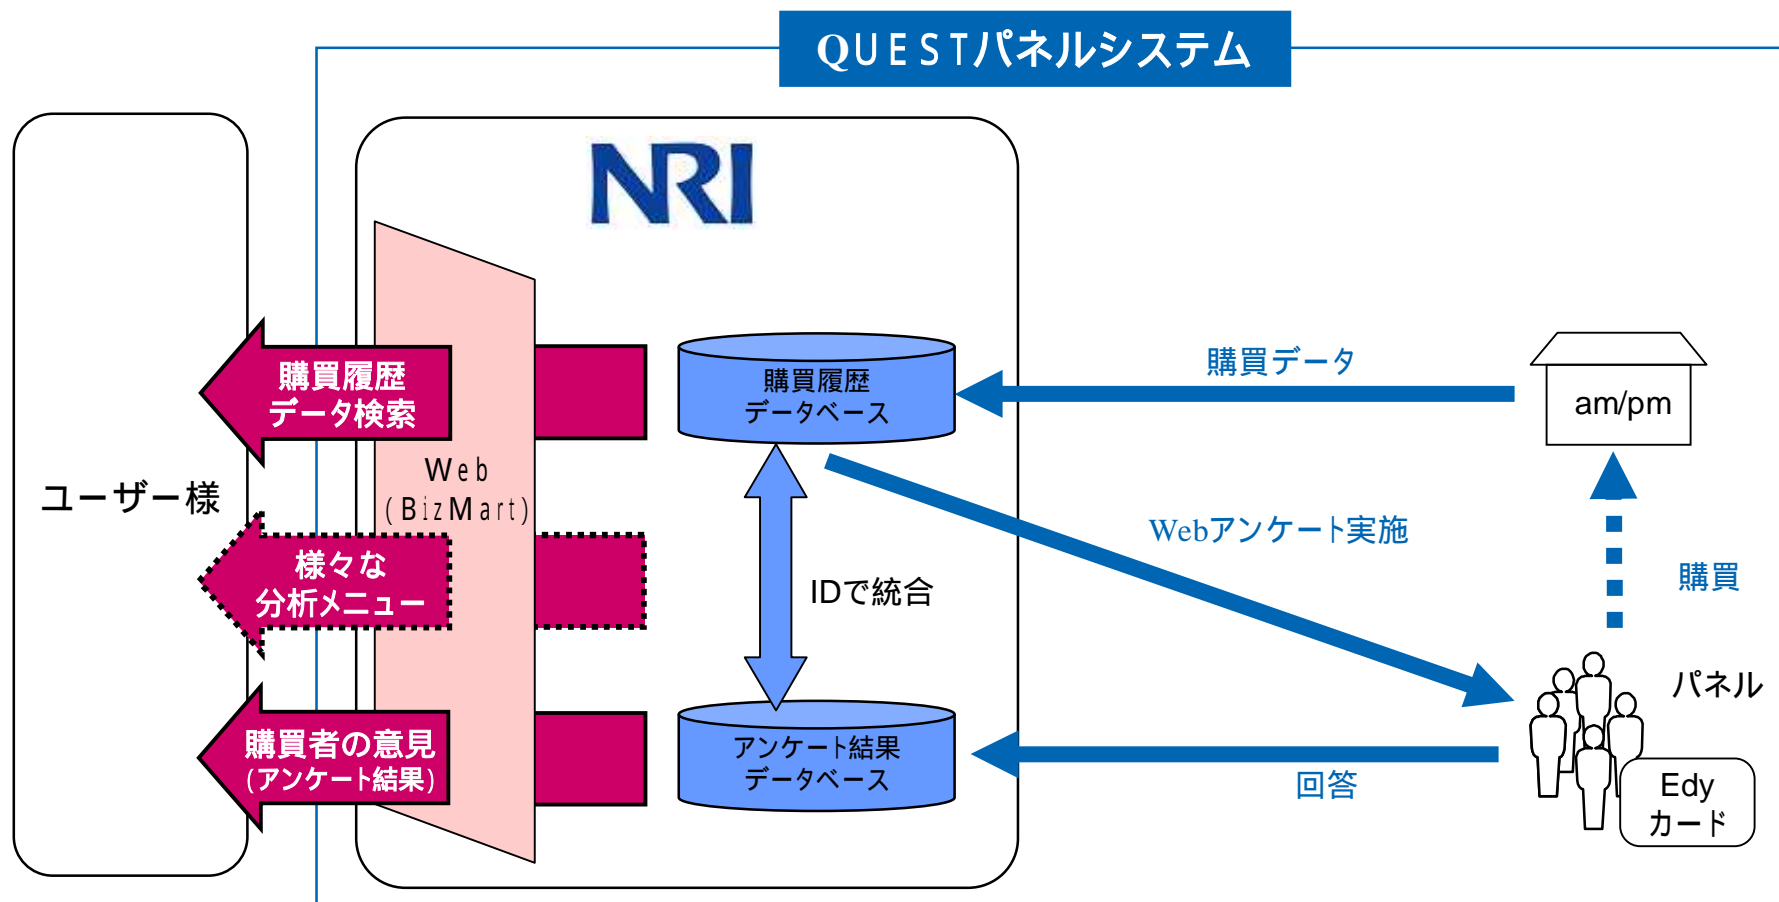 QUESTパネルシステム
NRI
ユーザー様
購買履歴
データ検索
様々な
分析メニュー
購買者の意見
(アンケート結果)
Web
(BizMart)
購買履歴
データベース
IDで統合
アンケート結果
データベース
購買データ
Webアンケート実施
回答
am/pm
購買
パネル
Edy
カード